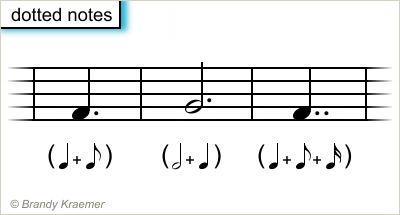 dotted notes
(♩+♪) (𝅗𝅥+♩) (♩+♪+𝅘𝅥𝅯)
© Brandy Kraemer